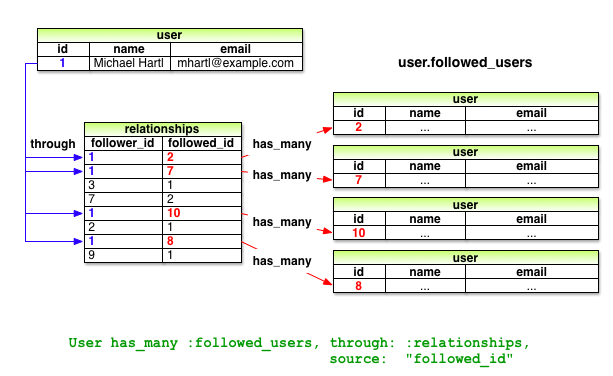 user
id name email
1 Michael Hartl mhartl@example.com
user.followed_users
through
relationships
follower_id followed_id
1 2
1 7
3 1
7 2
1 10
2 1
1 8
9 1
has_many
has_many
has_many
has_many
user
id name email
2 ... ...
user
id name email
7 ... ...
user
id name email
10 ... ...
user
id name email
8 ... ...
User has_many :followed_users, through: :relationships,
source: "followed_id"